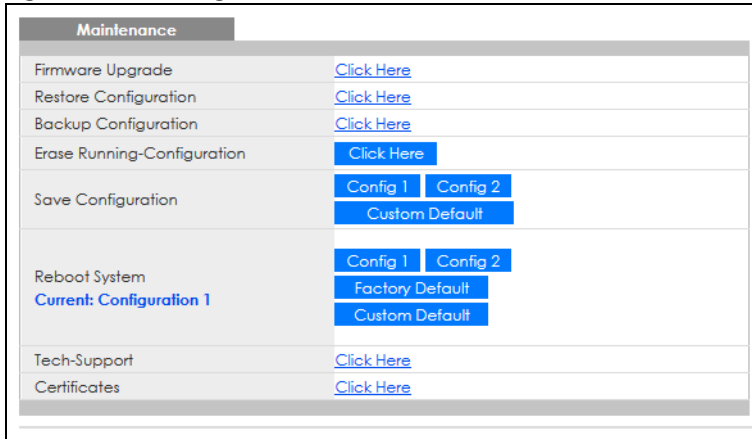 Maintenance
Firmware Upgrade Click Here
Restore Configuration Click Here
Backup Configuration Click Here
Erase Running-Configuration Click Here
Save Configuration
Config 1 Config 2
Custom Default
Reboot System
Current: Configuration 1
Config 1 Config 2
Factory Default
Custom Default
Tech-Support Click Here
Certificates Click Here